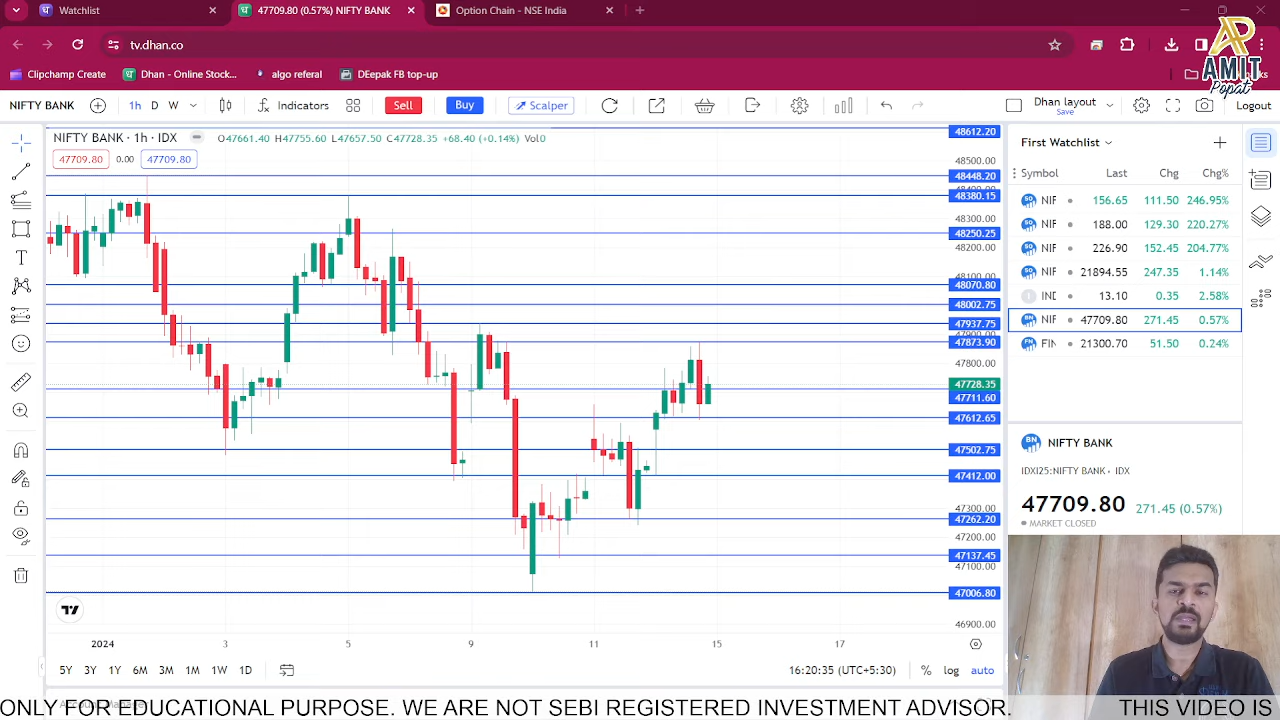 Watchlist
47709.80 (0.57%) NIFTY BANK
Option Chain - NSE India
tv.dhan.co
Clipchamp Create
Dhan - Online Stock...
algo referal
DEepak FB top-up
AP
AMIT
Popat
NIFTY BANK
1h D W
Indicators
Sell
Buy
Scalper
Dhan layout
Save
Logout
NIFTY BANK · 1h · IDX
O47661.40 H47755.60 L47657.50 C47728.35 +68.40 (+0.14%) Vol0
47709.80 0.00 47709.80
48612.20
48500.00
48448.20
48380.15
48300.00
48250.25
48200.00
48100.00
48070.80
48002.75
47937.75
47900.00
47873.90
47800.00
47728.35
47711.60
47612.65
47502.75
47412.00
47300.00
47262.20
47200.00
47137.45
47100.00
47006.80
46900.00
2024 3 5 9 11 15 17
5Y 3Y 1Y 6M 3M 1M 1W 1D
16:20:35 (UTC+5:30)
% log auto
First Watchlist
Symbol Last Chg Chg%
NIF 156.65 111.50 246.95%
NIF 188.00 129.30 220.27%
NIF 226.90 152.45 204.77%
NIF 21894.55 247.35 1.14%
INE 13.10 0.35 2.58%
NIF 47709.80 271.45 0.57%
FIN 21300.70 51.50 0.24%
BN NIFTY BANK
IDXI25:NIFTY BANK · IDX
47709.80 271.45 (0.57%)
MARKET CLOSED
ONLY FOR EDUCATIONAL PURPOSE. WE ARE NOT SEBI REGISTERED INVESTMENT ADVISOR. THIS VIDEO IS